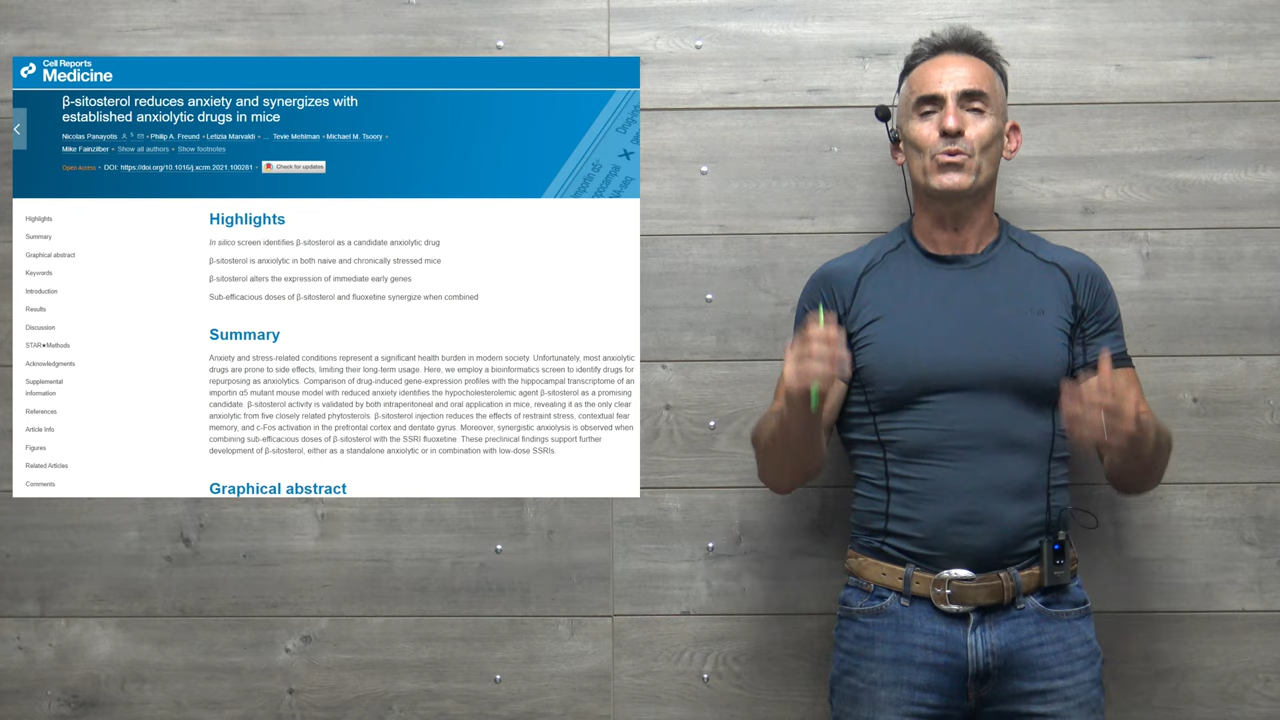 Cell Reports
Medicine
β-sitosterol reduces anxiety and synergizes with
established anxiolytic drugs in mice
Nicolas Panayotis 5 • Philip A. Freund • Letizia Marvaldi • ... Tevie Mehlman • Michael M. Tsoory •
Mike Fainzilber • Show all authors • Show footnotes
Open Access • DOI: https://doi.org/10.1016/j.xcrm.2021.100281 • Check for updates
Highlights
Summary
Graphical abstract
Keywords
Introduction
Results
Discussion
STAR★Methods
Acknowledgments
Supplemental
information
References
Article Info
Figures
Related Articles
Comments
Highlights
In silico screen identifies β-sitosterol as a candidate anxiolytic drug
β-sitosterol is anxiolytic in both naive and chronically stressed mice
β-sitosterol alters the expression of immediate early genes
Sub-efficacious doses of β-sitosterol and fluoxetine synergize when combined
Summary
Anxiety and stress-related conditions represent a significant health burden in modern society. Unfortunately, most anxiolytic
drugs are prone to side effects, limiting their long-term usage. Here, we employ a bioinformatics screen to identify drugs for
repurposing as anxiolytics. Comparison of drug-induced gene-expression profiles with the hippocampal transcriptome of an
importin α5 mutant mouse model with reduced anxiety identifies the hypocholesterolemic agent β-sitosterol as a promising
candidate. β-sitosterol activity is validated by both intraperitoneal and oral application in mice, revealing it as the only clear
anxiolytic from five closely related phytosterols. β-sitosterol injection reduces the effects of restraint stress, contextual fear
memory, and c-Fos activation in the prefrontal cortex and dentate gyrus. Moreover, synergistic anxiolysis is observed when
combining sub-efficacious doses of β-sitosterol with the SSRI fluoxetine. These preclinical findings support further
development of β-sitosterol, either as a standalone anxiolytic or in combination with low-dose SSRIs.
Graphical abstract